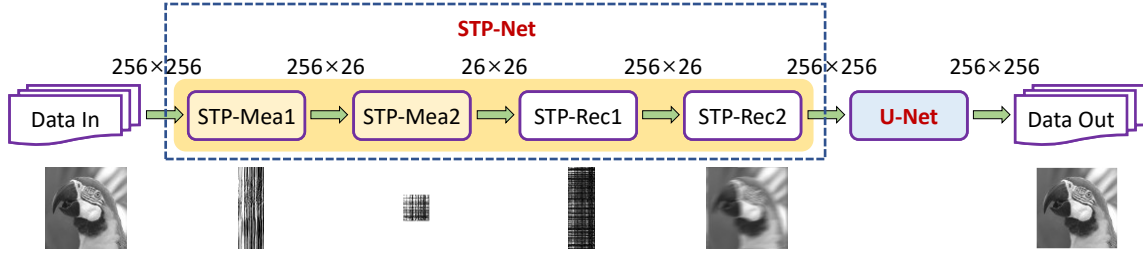 STP-Net
256×256 256×26 26×26 256×26 256×256 256×256
Data In STP-Mea1 STP-Mea2 STP-Rec1 STP-Rec2 U-Net Data Out